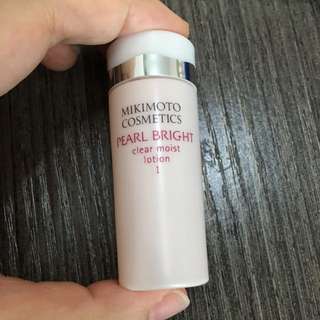 MIKIMOTO
COSMETICS
PEARL BRIGHT
clear moist
lotion
1